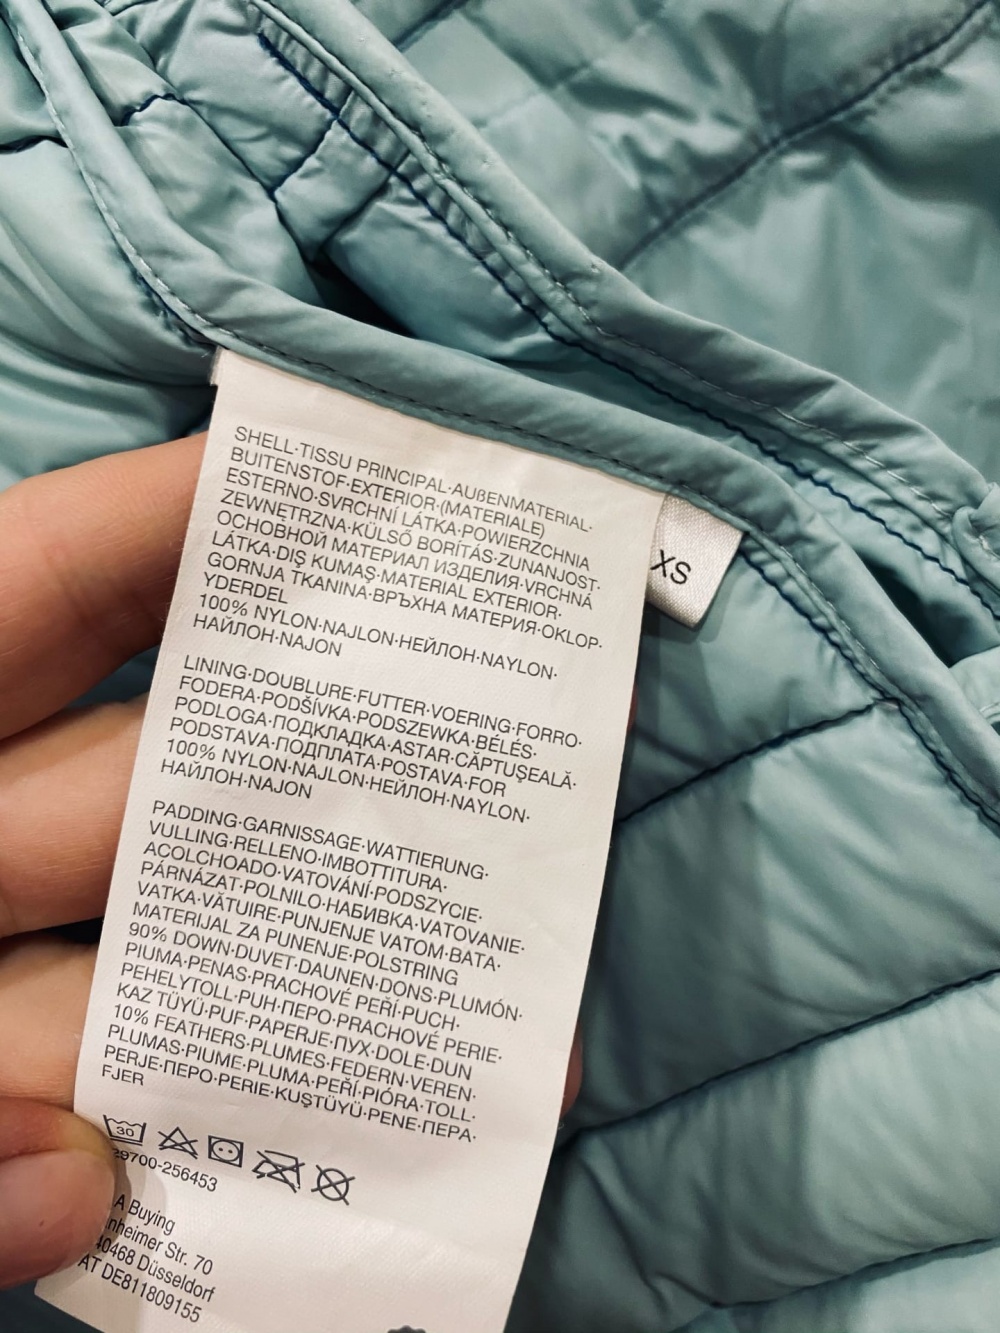 SHELL·TISSU PRINCIPAL·AUßENMATERIAL·
BUITENSTOF·EXTERIOR·(MATERIALE)
ESTERNO·SVRCHNÍ LÁTKA·POWIERZCHNIA
ZEWNĘTRZNA·KÜLSŐ BORÍTÁS·ZUNANJOST·
ОСНОВНОЙ МАТЕРИАЛ ИЗДЕЛИЯ·VRCHNÁ
LÁTKA·DIŞ KUMAŞ·MATERIAL EXTERIOR·
GORNJA TKANINA·ВРЪХНА МАТЕРИЯ·OKLOP·
YDERDEL
100% NYLON·NAJLON·НЕЙЛОН·NAYLON·
НАЙЛОН·NAJON
LINING·DOUBLURE·FUTTER·VOERING·FORRO·
FODERA·PODŠÍVKA·PODSZEWKA·BÉLÉS·
PODLOGA·ПОДКЛАДКА·ASTAR·CĂPTUŞEALĂ·
PODSTAVA·ПОДПЛАТА·POSTAVA·FOR
100% NYLON·NAJLON·НЕЙЛОН·NAYLON·
НАЙЛОН·NAJON
PADDING·GARNISSAGE·WATTIERUNG·
VULLING·RELLENO·IMBOTTITURA·
ACOLCHOADO·VATOVÁNÍ·PODSZYCIE·
PÁRNÁZAT·POLNILO·НАБИВКА·VATOVANIE·
VATKA·VĂTUIRE·PUNJENJE VATOM·ВАТА·
MATERIJAL ZA PUNENJE·POLSTRING
90% DOWN·DUVET·DAUNEN·DONS·PLUMÓN·
PIUMA·PENAS·PRACHOVÉ PEŘÍ·PUCH·
PEHELYTOLL·PUH·ПЕРО·PRACHOVÉ PERIE·
KAZ TÜYÜ·PUF·PAPERJE·ПУХ·DOLE·DUN
10% FEATHERS·PLUMES·FEDERN·VEREN·
PLUMAS·PIUME·PLUMA·PEŘÍ·PIÓRA·TOLL·
PERJE·ПЕРО·PERIE·KUŞTÜYÜ·PENE·ПЕРА·
FJER
30
29700-256453
A Buying
nheimer Str. 70
40468 Düsseldorf
AT DE811809155
XS